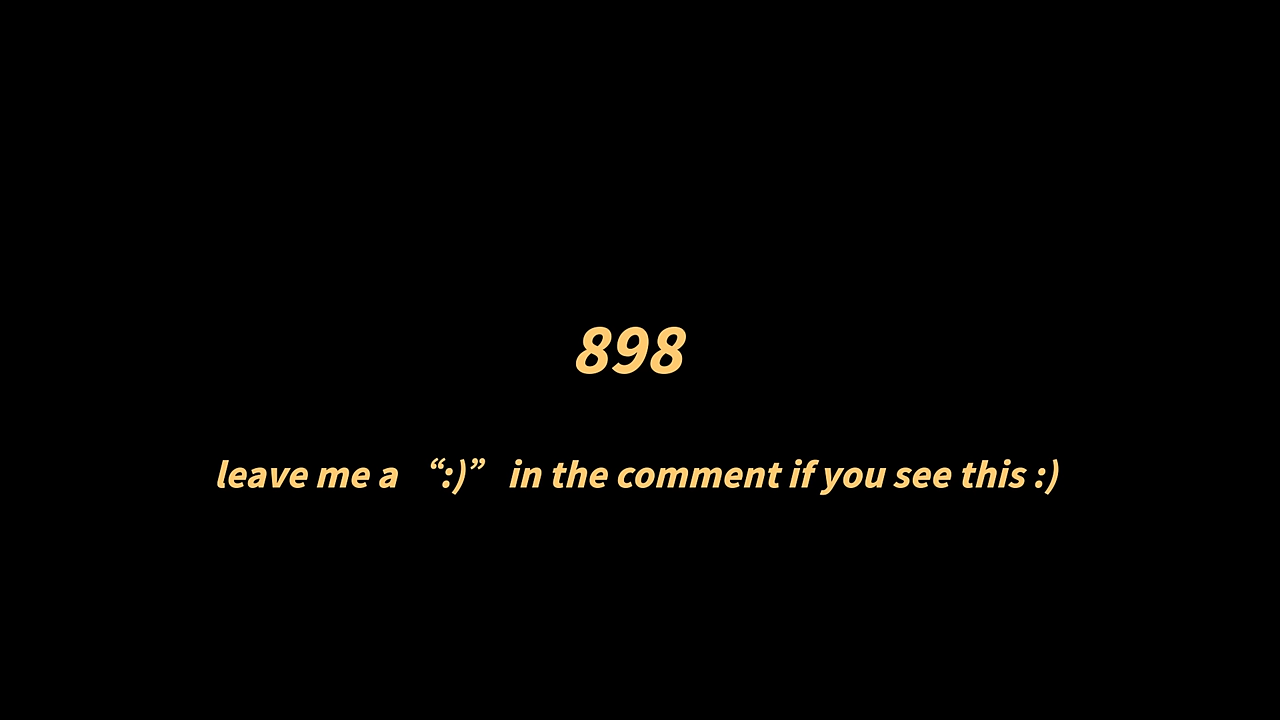 898
leave me a “:)” in the comment if you see this :)